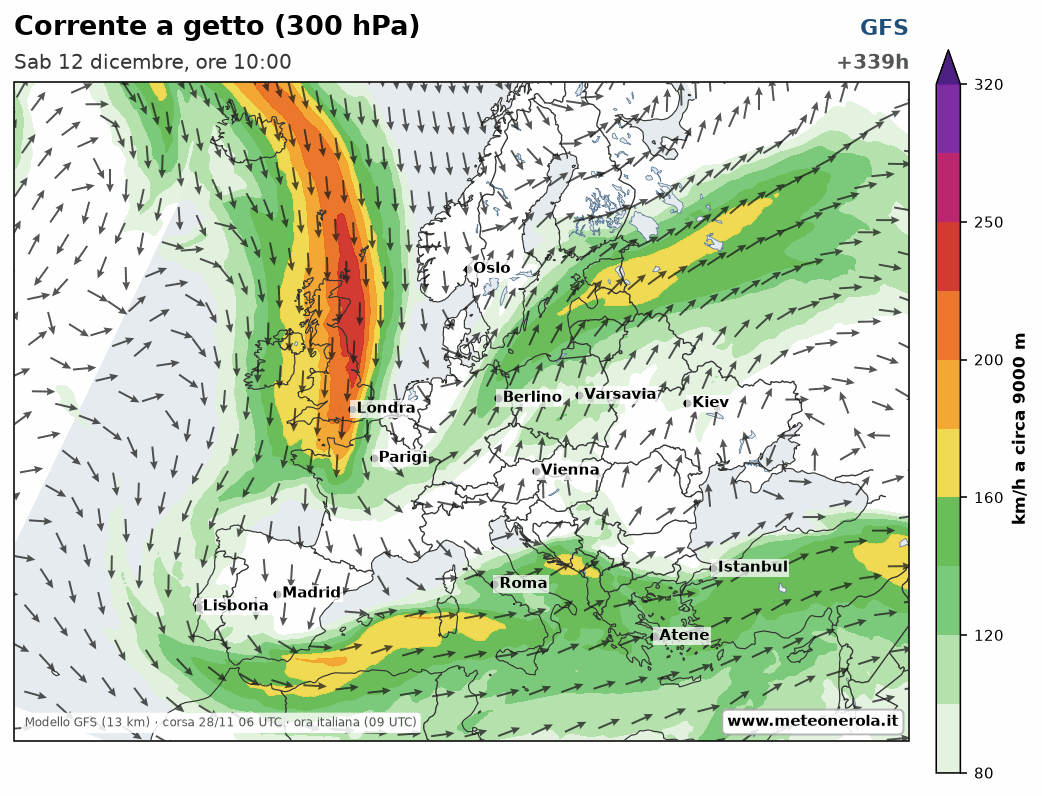 Corrente a getto (300 hPa)
GFS
Sab 12 dicembre, ore 10:00
+339h
320
250
200
160
120
80
km/h a circa 9000 m
Oslo
Berlino
Varsavia
Kiev
Londra
Parigi
Vienna
Istanbul
Roma
Madrid
Lisbona
Atene
Modello GFS (13 km) · corsa 28/11 06 UTC · ora italiana (09 UTC)
www.meteonerola.it